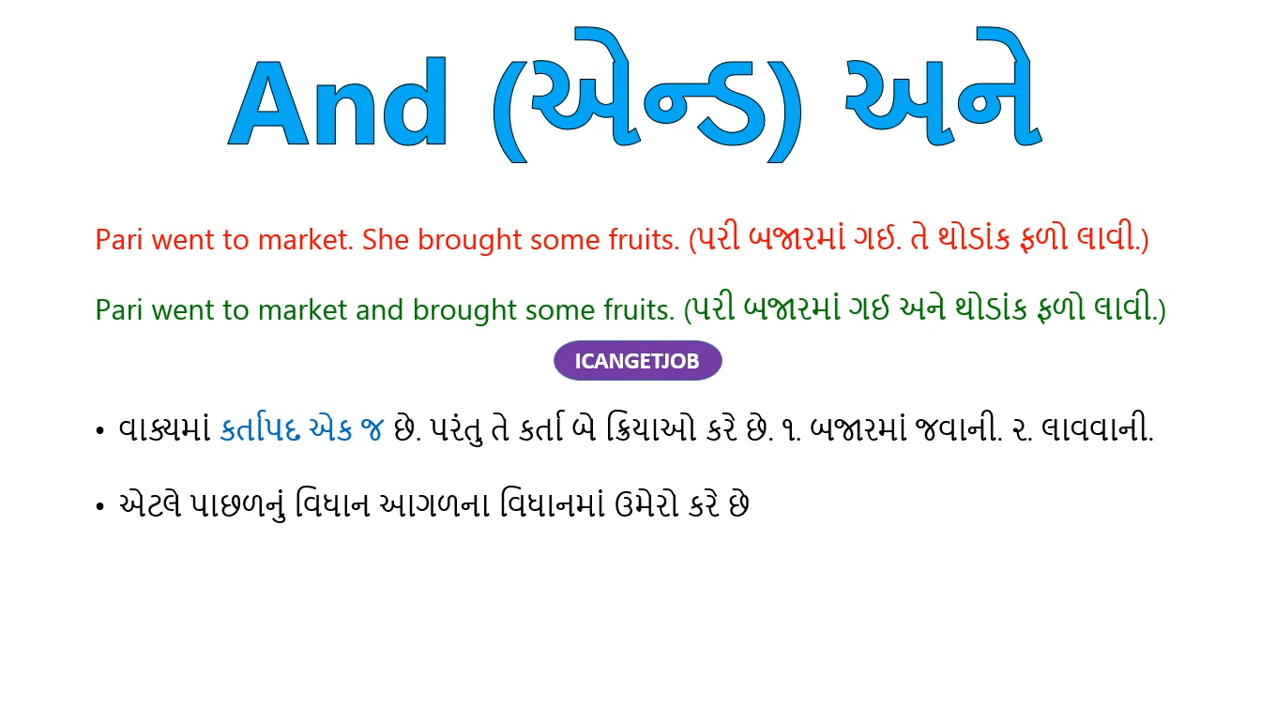 And (એન્ડ) અને
Pari went to market. She brought some fruits. (પરી બજારમાં ગઈ. તે થોડાંક ફળો લાવી.)
Pari went to market and brought some fruits. (પરી બજારમાં ગઈ અને થોડાંક ફળો લાવી.)
ICANGETJOB
• વાક્યમાં કર્તાપદ એક જ છે. પરંતુ તે કર્તા બે ક્રિયાઓ કરે છે. ૧. બજારમાં જવાની. ૨. લાવવાની.
• એટલે પાછળનું વિધાન આગળના વિધાનમાં ઉમેરો કરે છે